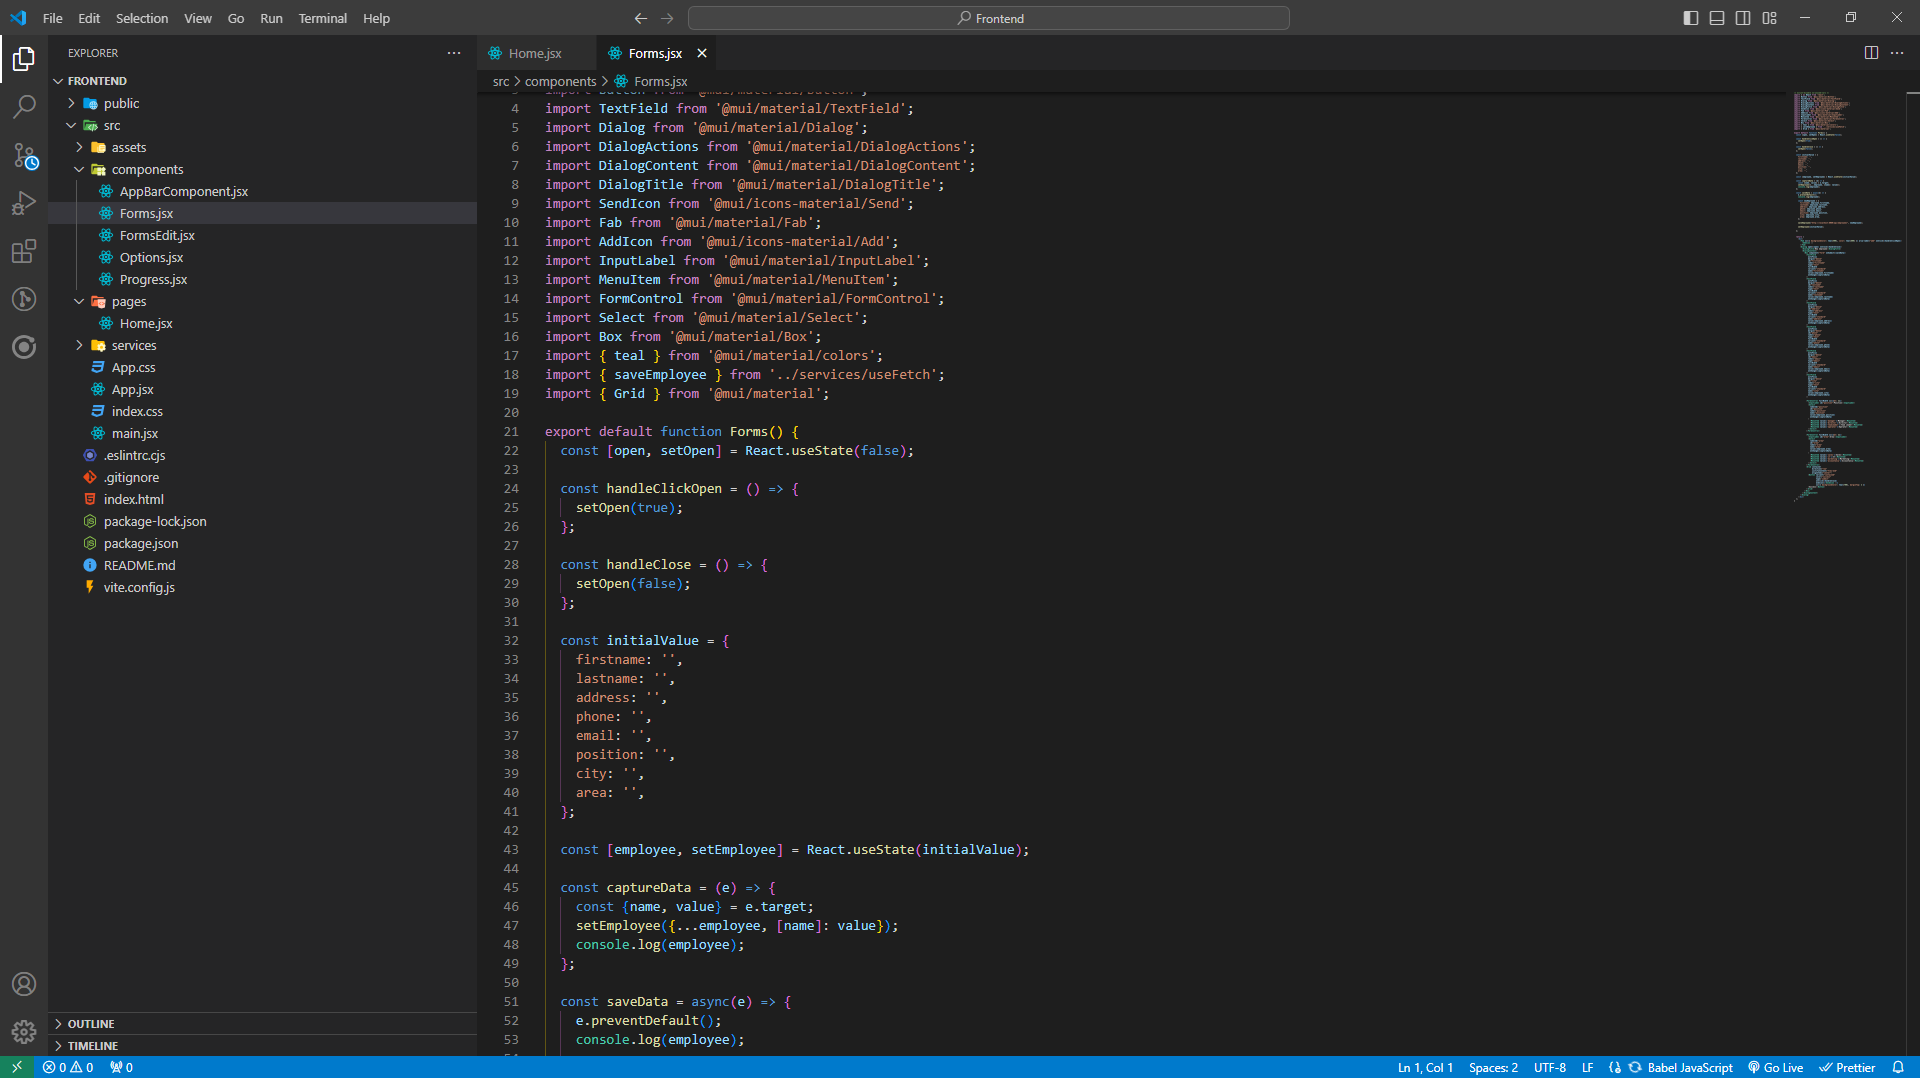 File Edit Selection View Go Run Terminal Help
Frontend
EXPLORER
FRONTEND
public
src
assets
components
AppBarComponent.jsx
Forms.jsx
FormsEdit.jsx
Options.jsx
Progress.jsx
pages
Home.jsx
services
App.css
App.jsx
index.css
main.jsx
.eslintrc.cjs
.gitignore
index.html
package-lock.json
package.json
README.md
vite.config.js
OUTLINE
TIMELINE
Home.jsx
Forms.jsx
src > components > Forms.jsx
3 import Button from '@mui/material/Button';
4 import TextField from '@mui/material/TextField';
5 import Dialog from '@mui/material/Dialog';
6 import DialogActions from '@mui/material/DialogActions';
7 import DialogContent from '@mui/material/DialogContent';
8 import DialogTitle from '@mui/material/DialogTitle';
9 import SendIcon from '@mui/icons-material/Send';
10 import Fab from '@mui/material/Fab';
11 import AddIcon from '@mui/icons-material/Add';
12 import InputLabel from '@mui/material/InputLabel';
13 import MenuItem from '@mui/material/MenuItem';
14 import FormControl from '@mui/material/FormControl';
15 import Select from '@mui/material/Select';
16 import Box from '@mui/material/Box';
17 import { teal } from '@mui/material/colors';
18 import { saveEmployee } from '../services/useFetch';
19 import { Grid } from '@mui/material';
20
21 export default function Forms() {
22 const [open, setOpen] = React.useState(false);
23
24 const handleClickOpen = () => {
25 setOpen(true);
26 };
27
28 const handleClose = () => {
29 setOpen(false);
30 };
31
32 const initialValue = {
33 firstname: '',
34 lastname: '',
35 address: '',
36 phone: '',
37 email: '',
38 position: '',
39 city: '',
40 area: '',
41 };
42
43 const [employee, setEmployee] = React.useState(initialValue);
44
45 const captureData = (e) => {
46 const {name, value} = e.target;
47 setEmployee({...employee, [name]: value});
48 console.log(employee);
49 };
50
51 const saveData = async(e) => {
52 e.preventDefault();
53 console.log(employee);
0 0 0 Ln 1, Col 1 Spaces: 2 UTF-8 LF Babel JavaScript Go Live Prettier